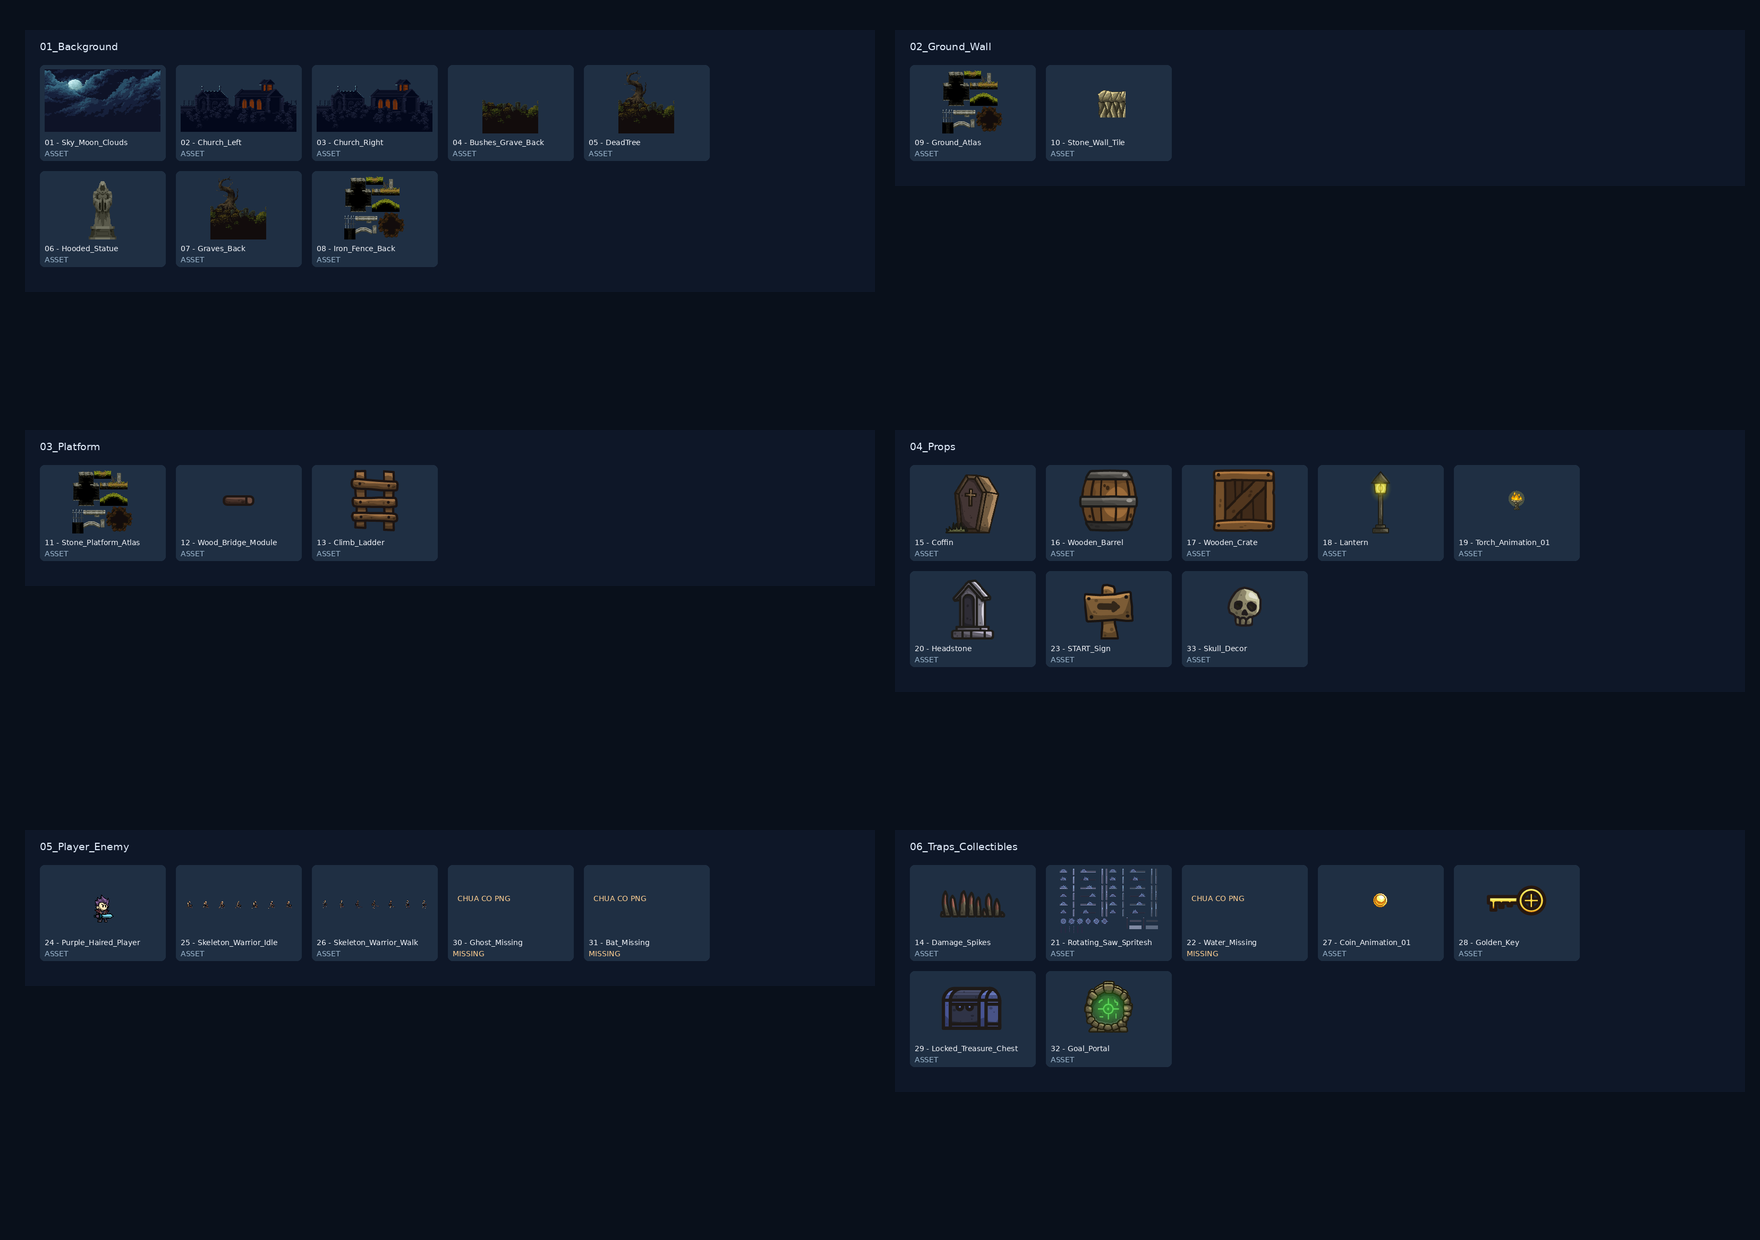 01_Background
01 - Sky_Moon_Clouds
ASSET
02 - Church_Left
ASSET
03 - Church_Right
ASSET
04 - Bushes_Grave_Back
ASSET
05 - DeadTree
ASSET
06 - Hooded_Statue
ASSET
07 - Graves_Back
ASSET
08 - Iron_Fence_Back
ASSET
02_Ground_Wall
09 - Ground_Atlas
ASSET
10 - Stone_Wall_Tile
ASSET
03_Platform
11 - Stone_Platform_Atlas
ASSET
12 - Wood_Bridge_Module
ASSET
13 - Climb_Ladder
ASSET
04_Props
15 - Coffin
ASSET
16 - Wooden_Barrel
ASSET
17 - Wooden_Crate
ASSET
18 - Lantern
ASSET
19 - Torch_Animation_01
ASSET
20 - Headstone
ASSET
23 - START_Sign
ASSET
33 - Skull_Decor
ASSET
05_Player_Enemy
24 - Purple_Haired_Player
ASSET
25 - Skeleton_Warrior_Idle
ASSET
26 - Skeleton_Warrior_Walk
ASSET
CHUA CO PNG
30 - Ghost_Missing
MISSING
CHUA CO PNG
31 - Bat_Missing
MISSING
06_Traps_Collectibles
14 - Damage_Spikes
ASSET
21 - Rotating_Saw_Spritesh
ASSET
CHUA CO PNG
22 - Water_Missing
MISSING
27 - Coin_Animation_01
ASSET
28 - Golden_Key
ASSET
29 - Locked_Treasure_Chest
ASSET
32 - Goal_Portal
ASSET